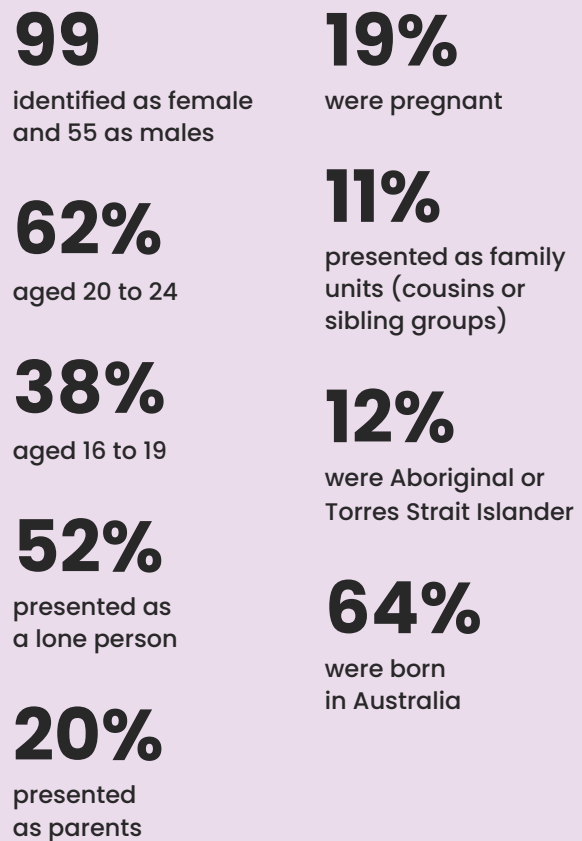 99
identified as female
and 55 as males
62%
aged 20 to 24
38%
aged 16 to 19
52%
presented as
a lone person
20%
presented
as parents
19%
were pregnant
11%
presented as family
units (cousins or
sibling groups)
12%
were Aboriginal or
Torres Strait Islander
64%
were born
in Australia